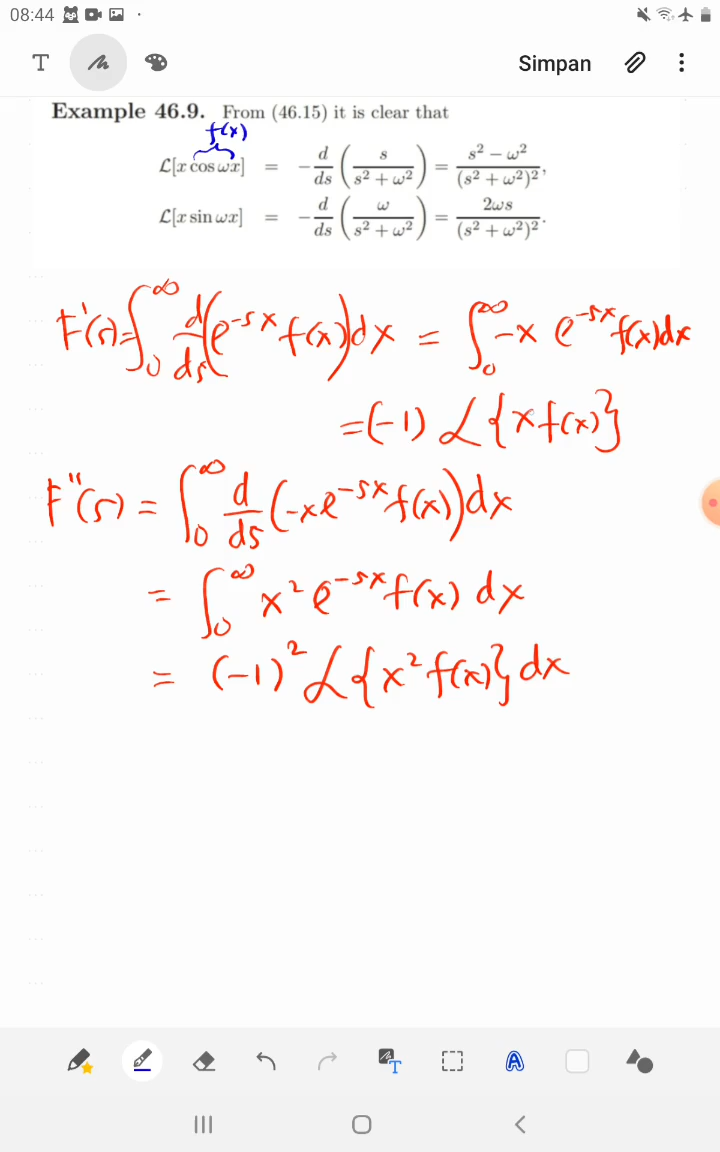 08:44
T Simpan
Example 46.9. From (46.15) it is clear that
f(x)
ℒ[x cos ωx] = −d/ds (s/(s² + ω²)) = (s² − ω²)/(s² + ω²)²,
ℒ[x sin ωx] = −d/ds (ω/(s² + ω²)) = 2ωs/(s² + ω²)².
F'(s) = ∫₀^∞ d/ds (e^{-sx} f(x)) dx = ∫₀^∞ -x e^{-sx} f(x) dx
= (-1) ℒ{x f(x)}
F''(s) = ∫₀^∞ d/ds (-x e^{-sx} f(x)) dx
= ∫₀^∞ x² e^{-sx} f(x) dx
= (-1)² ℒ{x² f(x)} dx
T A